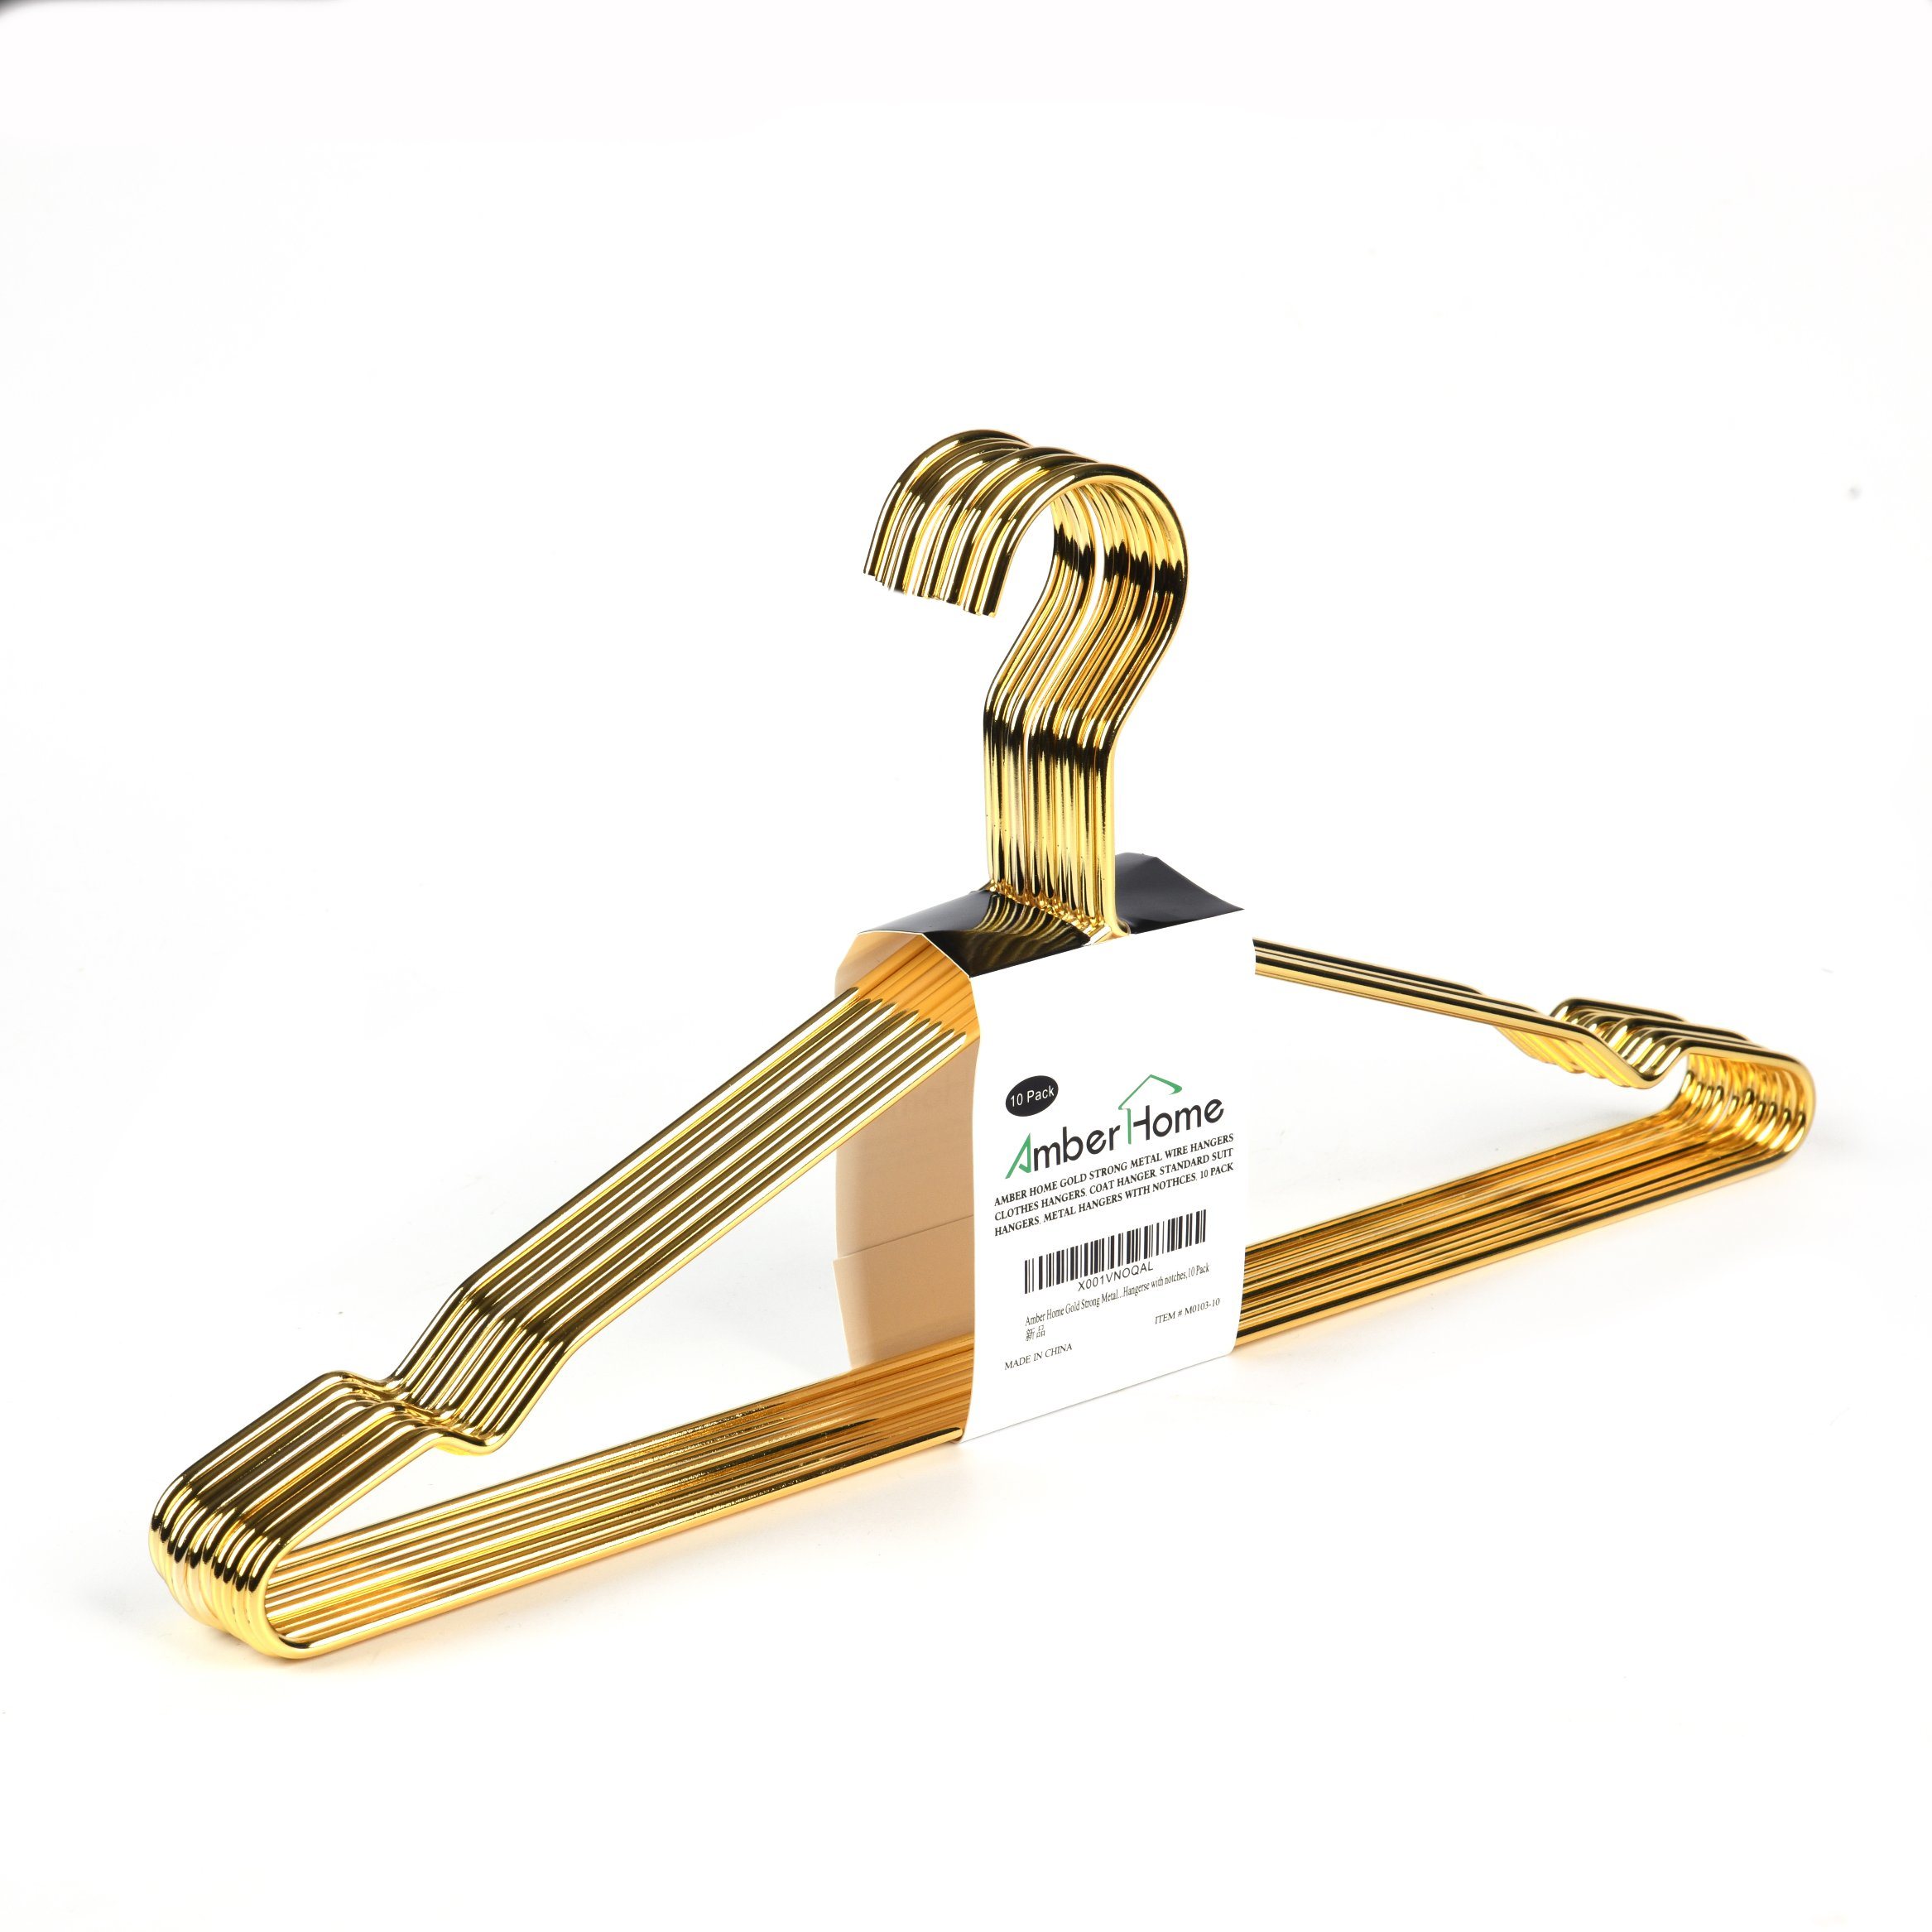 10 Pack
Amber Home
AMBER HOME GOLD STRONG METAL WIRE HANGERS
CLOTHES HANGERS, COAT HANGER, STANDARD SUIT
HANGERS, METAL HANGERS WITH NOTHCES, 10 PACK
X001VNOQAL
Amber Home Gold Strong Metal...Hangerse with notches,10 Pack
新品
ITEM # M0103-10
MADE IN CHINA